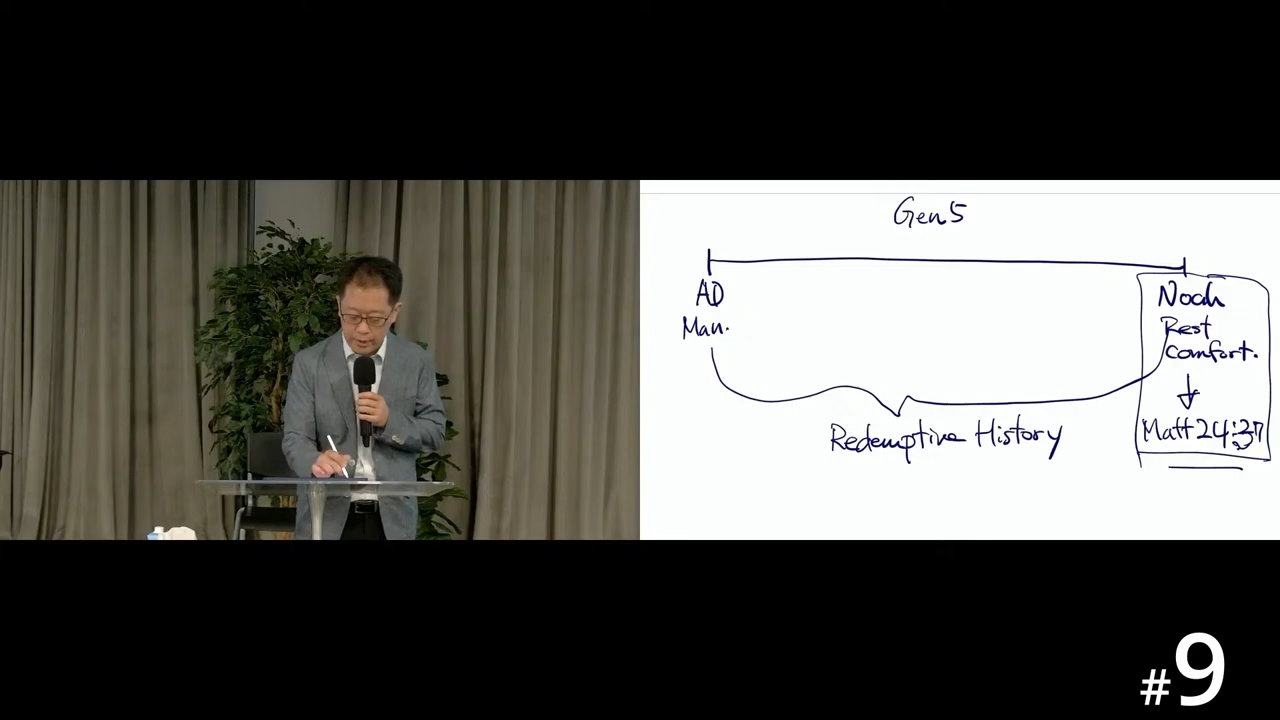 Gen 5
AD
Man.
Noah
Rest
Comfort.
Matt 24:37
Redemptive History
#9